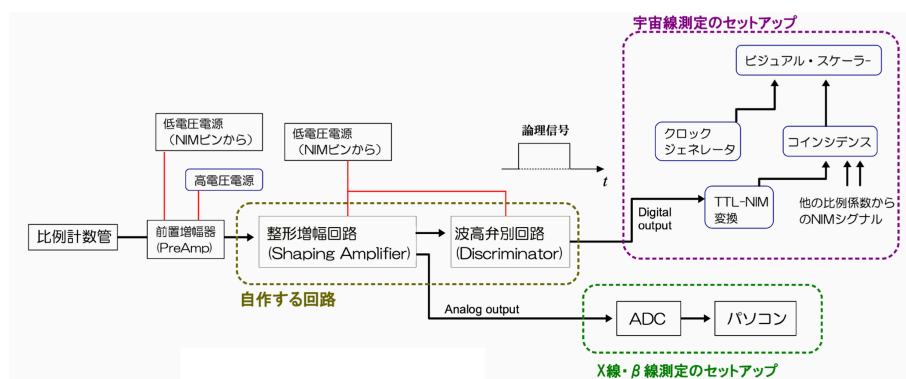 宇宙線測定のセットアップ
ビジュアル・スケーラー
低電圧電源
（NIMピンから）
低電圧電源
（NIMピンから）
論理信号
t
クロック
ジェネレータ
コインシデンス
高電圧電源
TTL-NIM
変換
他の比例係数から
のNIMシグナル
Digital
output
比例計数管
前置増幅器
(PreAmp)
整形増幅回路
(Shaping Amplifier)
波高弁別回路
(Discriminator)
自作する回路
Analog output
ADC
パソコン
X線・β線測定のセットアップ